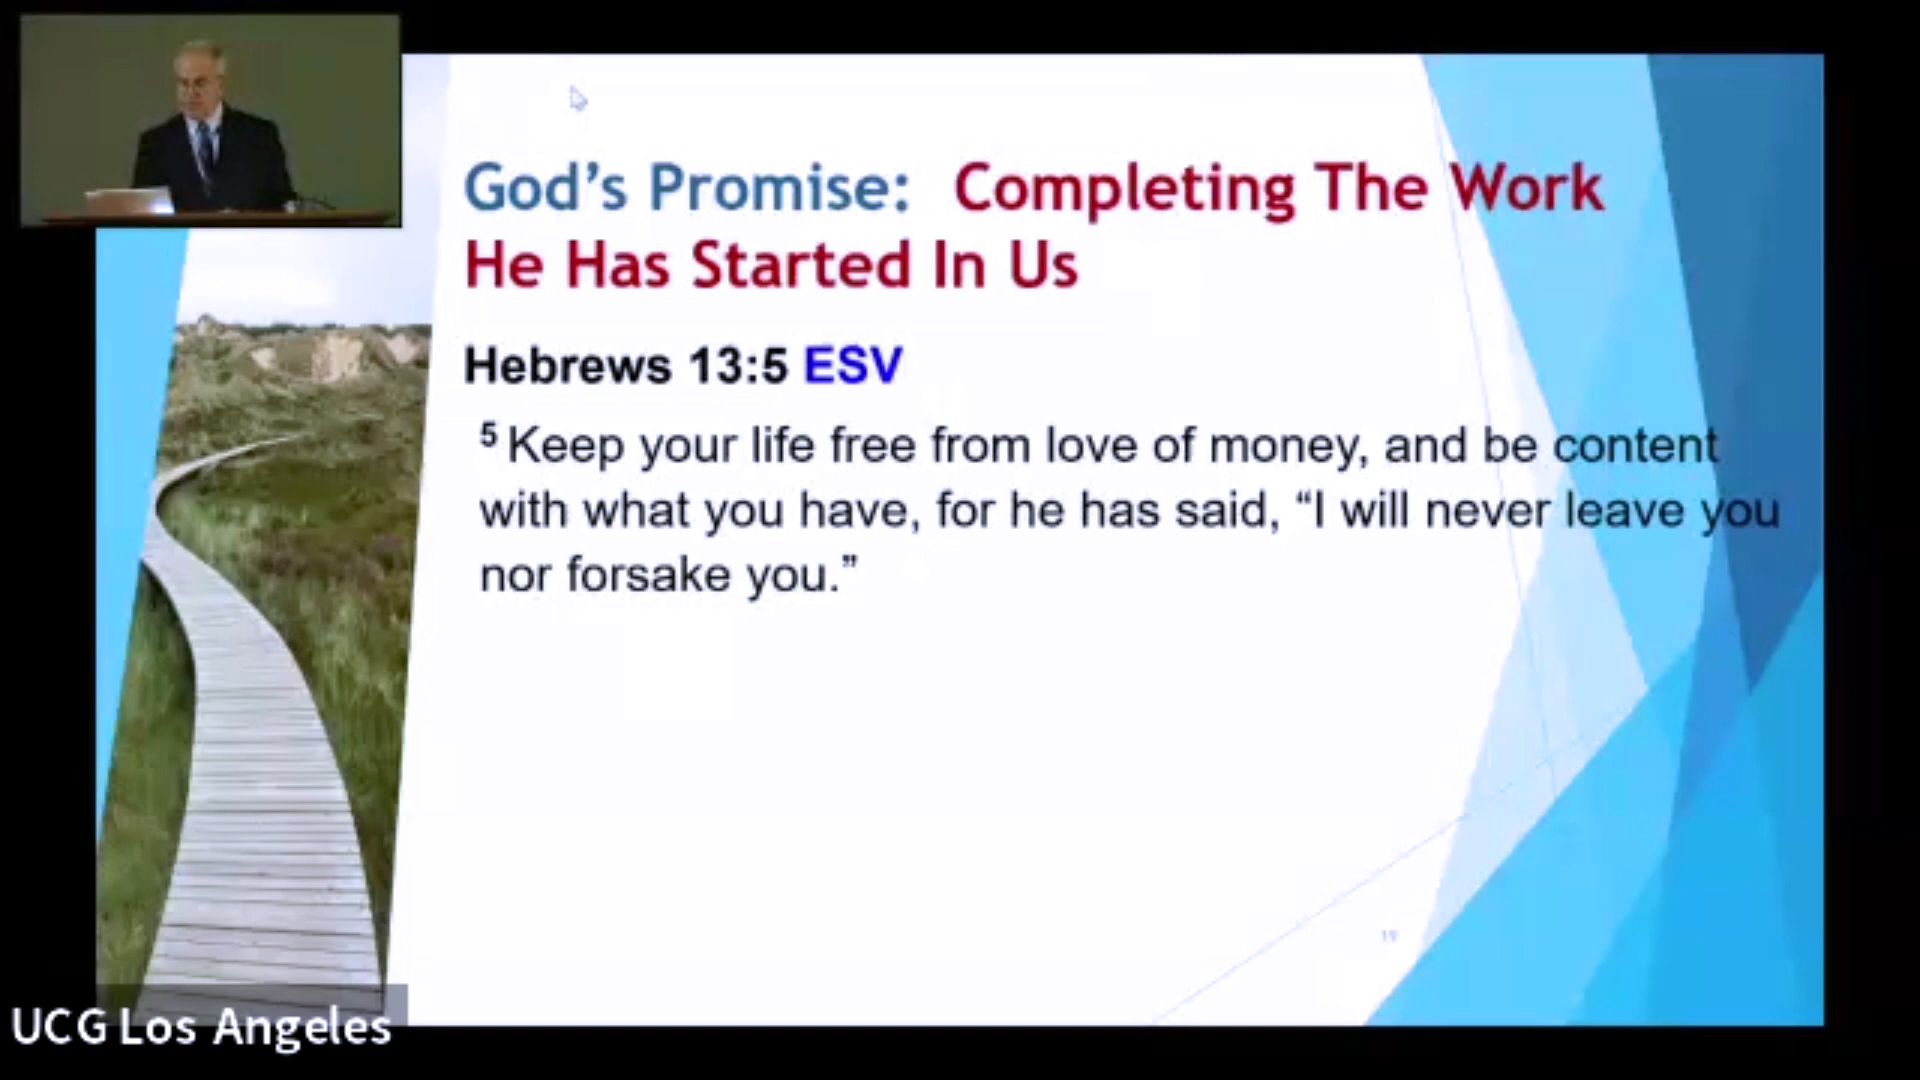 God’s Promise: Completing The Work
He Has Started In Us
Hebrews 13:5 ESV
5 Keep your life free from love of money, and be content
with what you have, for he has said, “I will never leave you
nor forsake you.”
19
UCG Los Angeles